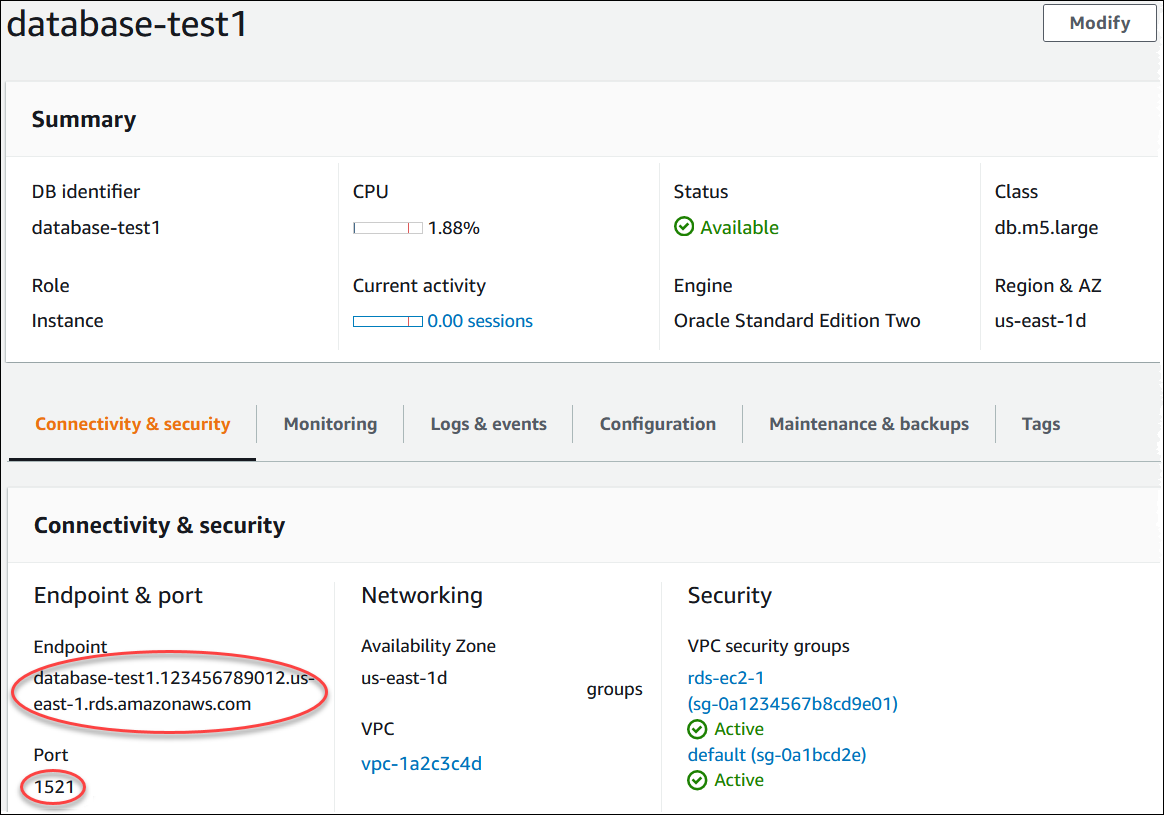 database-test1
Modify
Summary
DB identifier
database-test1
CPU
1.88%
Status
Available
Class
db.m5.large
Role
Instance
Current activity
0.00 sessions
Engine
Oracle Standard Edition Two
Region & AZ
us-east-1d
Connectivity & security
Monitoring
Logs & events
Configuration
Maintenance & backups
Tags
Connectivity & security
Endpoint & port
Endpoint
database-test1.123456789012.us-
east-1.rds.amazonaws.com
Port
1521
Networking
Availability Zone
us-east-1d
groups
VPC
vpc-1a2c3c4d
Security
VPC security groups
rds-ec2-1
(sg-0a1234567b8cd9e01)
Active
default (sg-0a1bcd2e)
Active